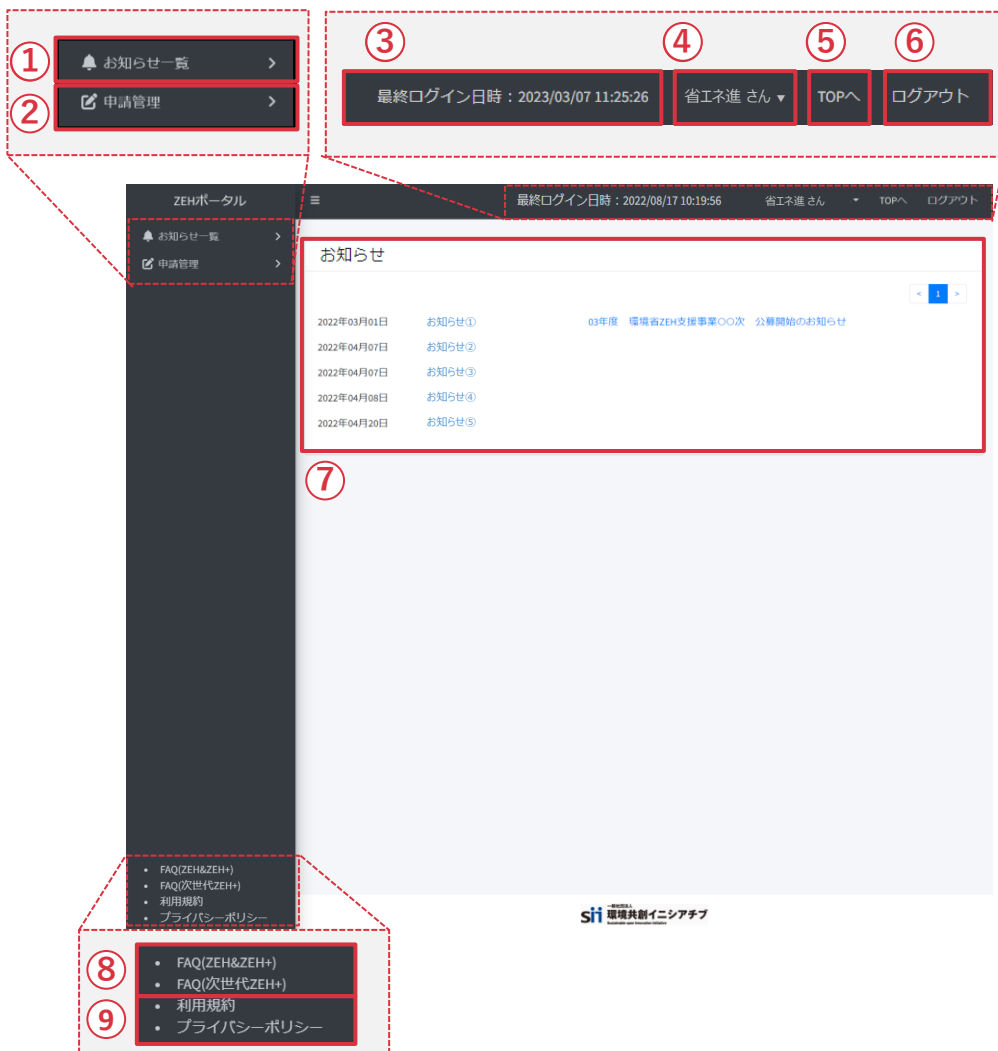 ① お知らせ一覧
② 申請管理
③ ④ ⑤ ⑥
最終ログイン日時：2023/03/07 11:25:26 省エネ進 さん ▼ TOPへ ログアウト
ZEHポータル ≡ 最終ログイン日時：2022/08/17 10:19:56 省エネ進 さん TOPへ ログアウト
お知らせ一覧
申請管理
お知らせ
< 1 >
2022年03月01日 お知らせ① 03年度 環境省ZEH支援事業○○次 公募開始のお知らせ
2022年04月07日 お知らせ②
2022年04月07日 お知らせ③
2022年04月08日 お知らせ④
2022年04月20日 お知らせ⑤
⑦
• FAQ(ZEH&ZEH+)
• FAQ(次世代ZEH+)
• 利用規約
• プライバシーポリシー
一般社団法人
sii 環境共創イニシアチブ
⑧
• FAQ(ZEH&ZEH+)
• FAQ(次世代ZEH+)
⑨
• 利用規約
• プライバシーポリシー